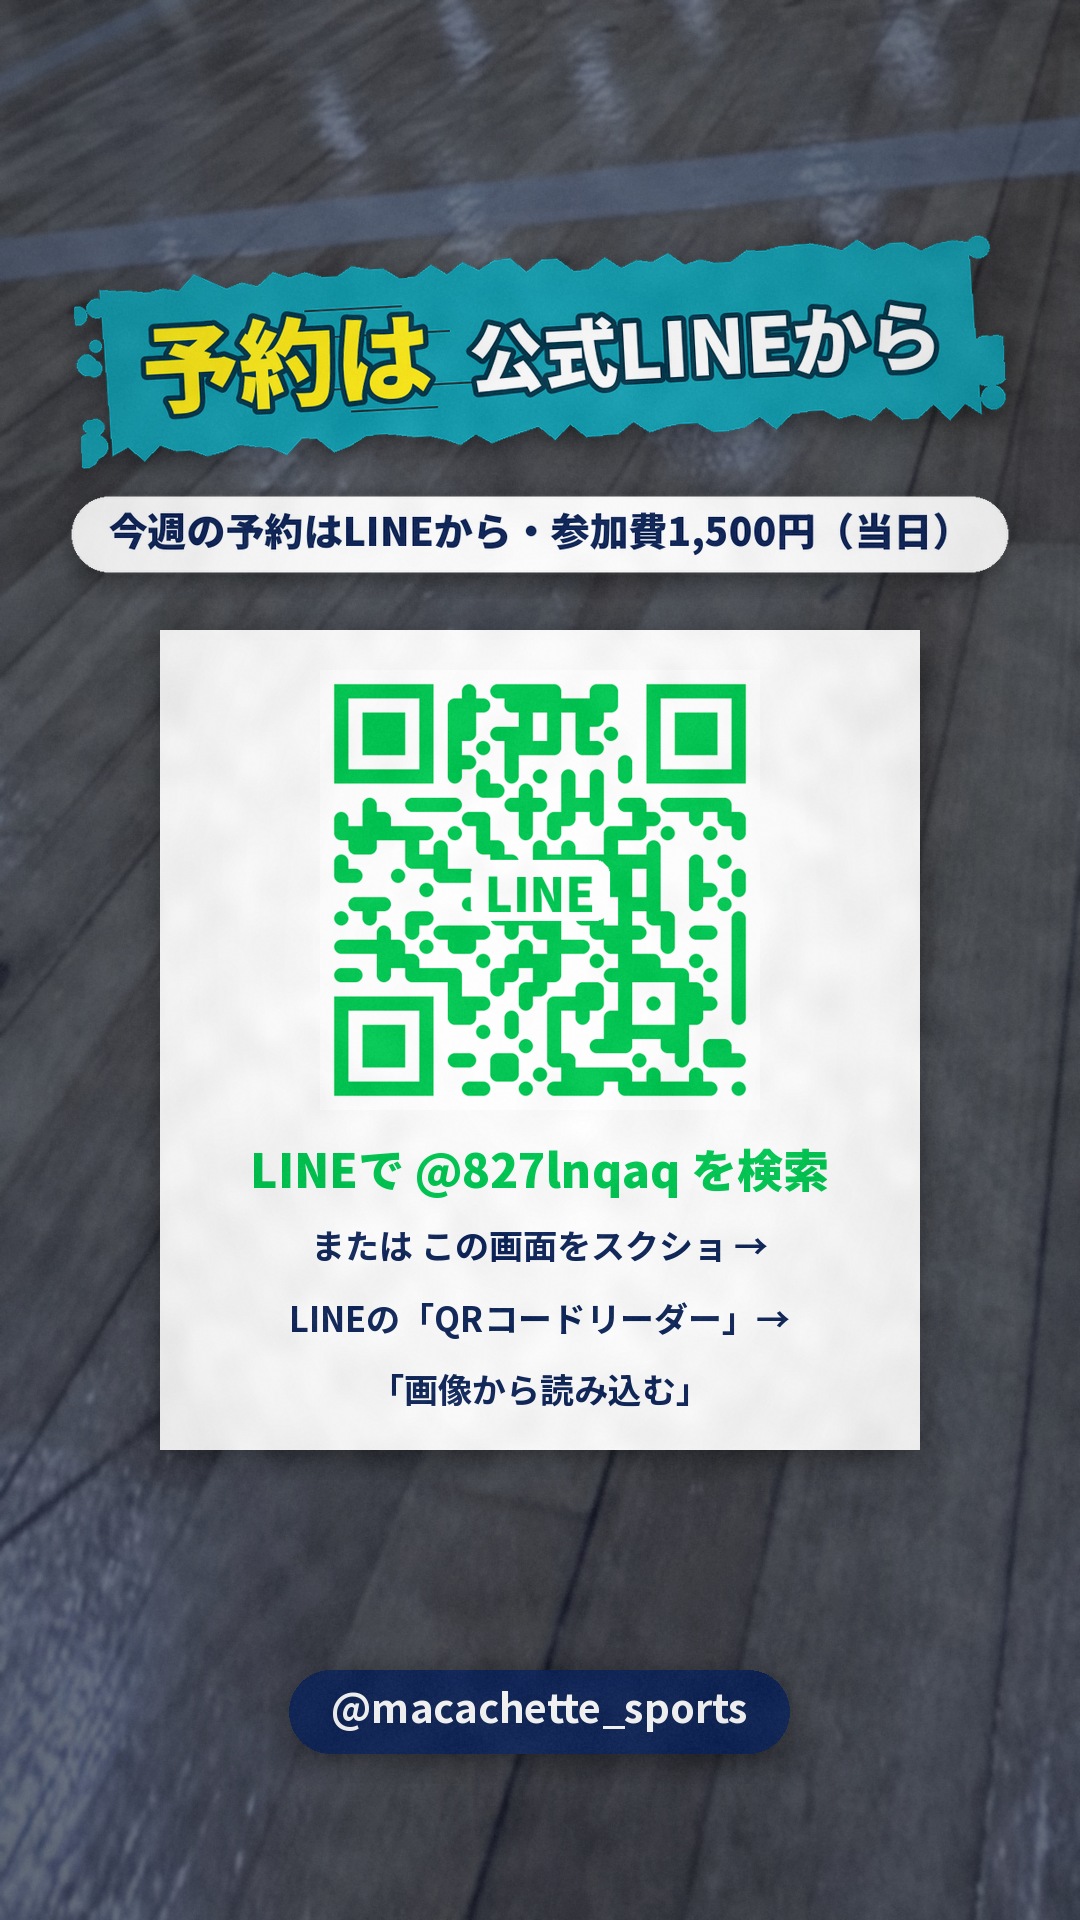 予約は 公式LINEから
今週の予約はLINEから・参加費1,500円（当日）
LINE
LINEで @827lnqaq を検索
または この画面をスクショ →
LINEの「QRコードリーダー」→
「画像から読み込む」
@macachette_sports